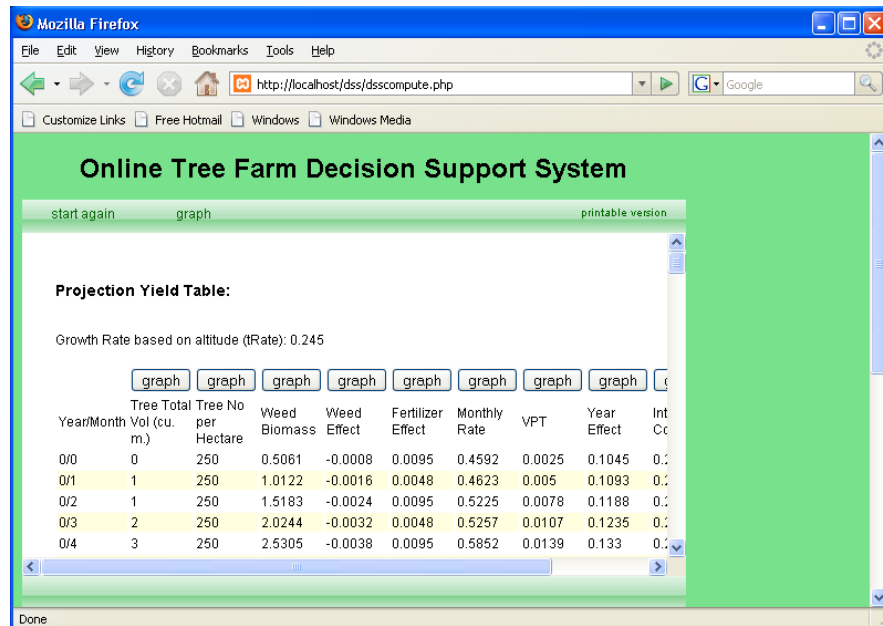 Mozilla Firefox
File Edit View History Bookmarks Tools Help
http://localhost/dss/dsscompute.php G Google
Customize Links Free Hotmail Windows Windows Media
Online Tree Farm Decision Support System
start again graph printable version
Projection Yield Table:
Growth Rate based on altitude (tRate): 0.245
graph graph graph graph graph graph graph graph
Year/Month Tree Total Vol (cu. m.) Tree No per Hectare Weed Biomass Weed Effect Fertilizer Effect Monthly Rate VPT Year Effect
0/0 0 250 0.5061 -0.0008 0.0095 0.4592 0.0025 0.1045
0/1 1 250 1.0122 -0.0016 0.0048 0.4623 0.005 0.1093
0/2 1 250 1.5183 -0.0024 0.0095 0.5225 0.0078 0.1188
0/3 2 250 2.0244 -0.0032 0.0048 0.5257 0.0107 0.1235
0/4 3 250 2.5305 -0.0038 0.0095 0.5852 0.0139 0.133
Done